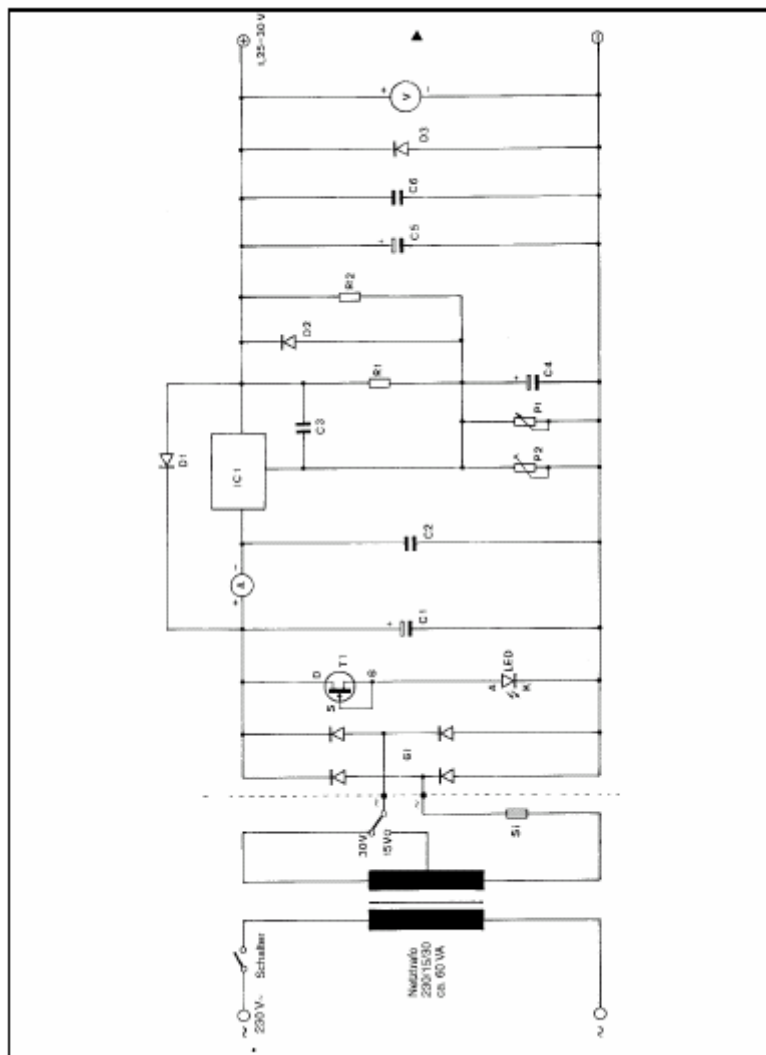 1,25-30 V
+
-
V
D3
C6
+
C5
R2
D2
D1
R1
C3
+
C4
P1
P2
IC1
C2
+
A
-
+
C1
D
T1
S
G
A
LED
K
Gl
~
~
30V
15V
Si
Netztrafo
230/15/30
ca. 60 VA
Schalter
230 V~
~
~